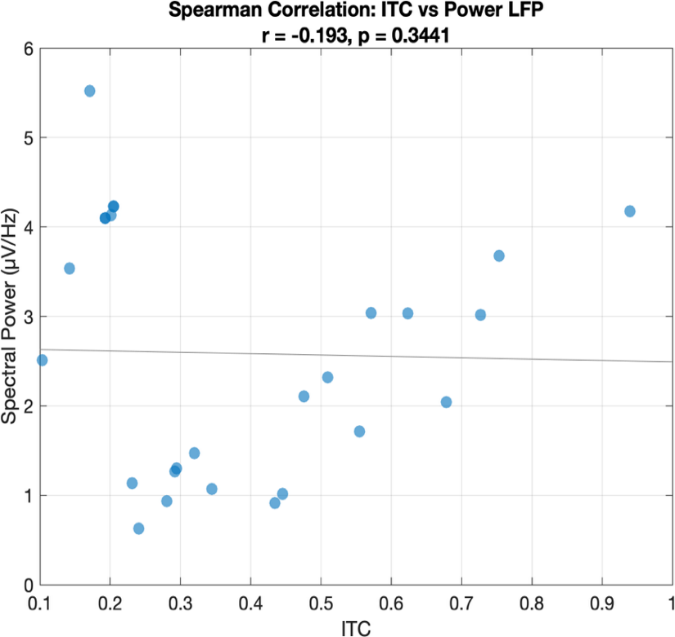 Spearman Correlation: ITC vs Power LFP
r = -0.193, p = 0.3441
6
5
4
3
2
1
0
Spectral Power (µV/Hz)
0.1 0.2 0.3 0.4 0.5 0.6 0.7 0.8 0.9 1
ITC